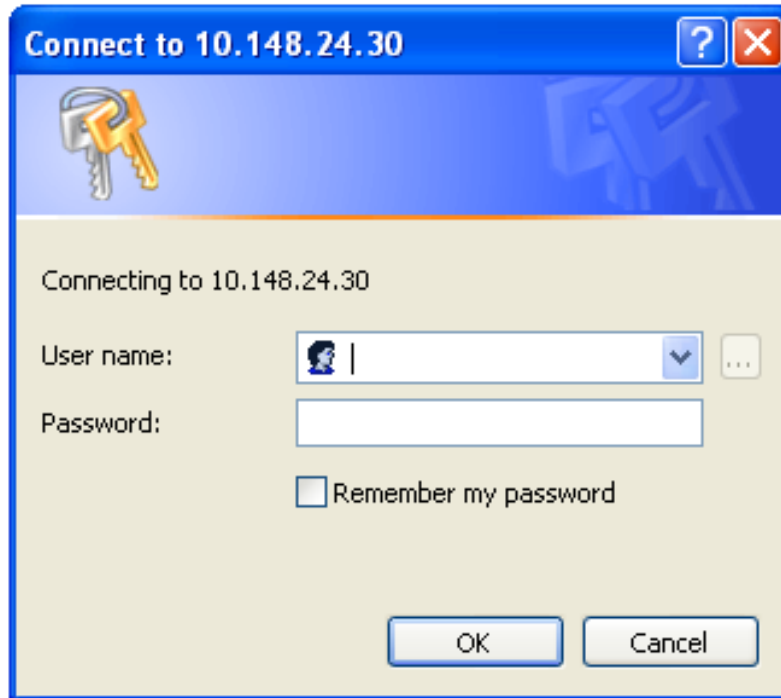 Connect to 10.148.24.30
?
Connecting to 10.148.24.30
User name:
...
Password:
Remember my password
OK Cancel